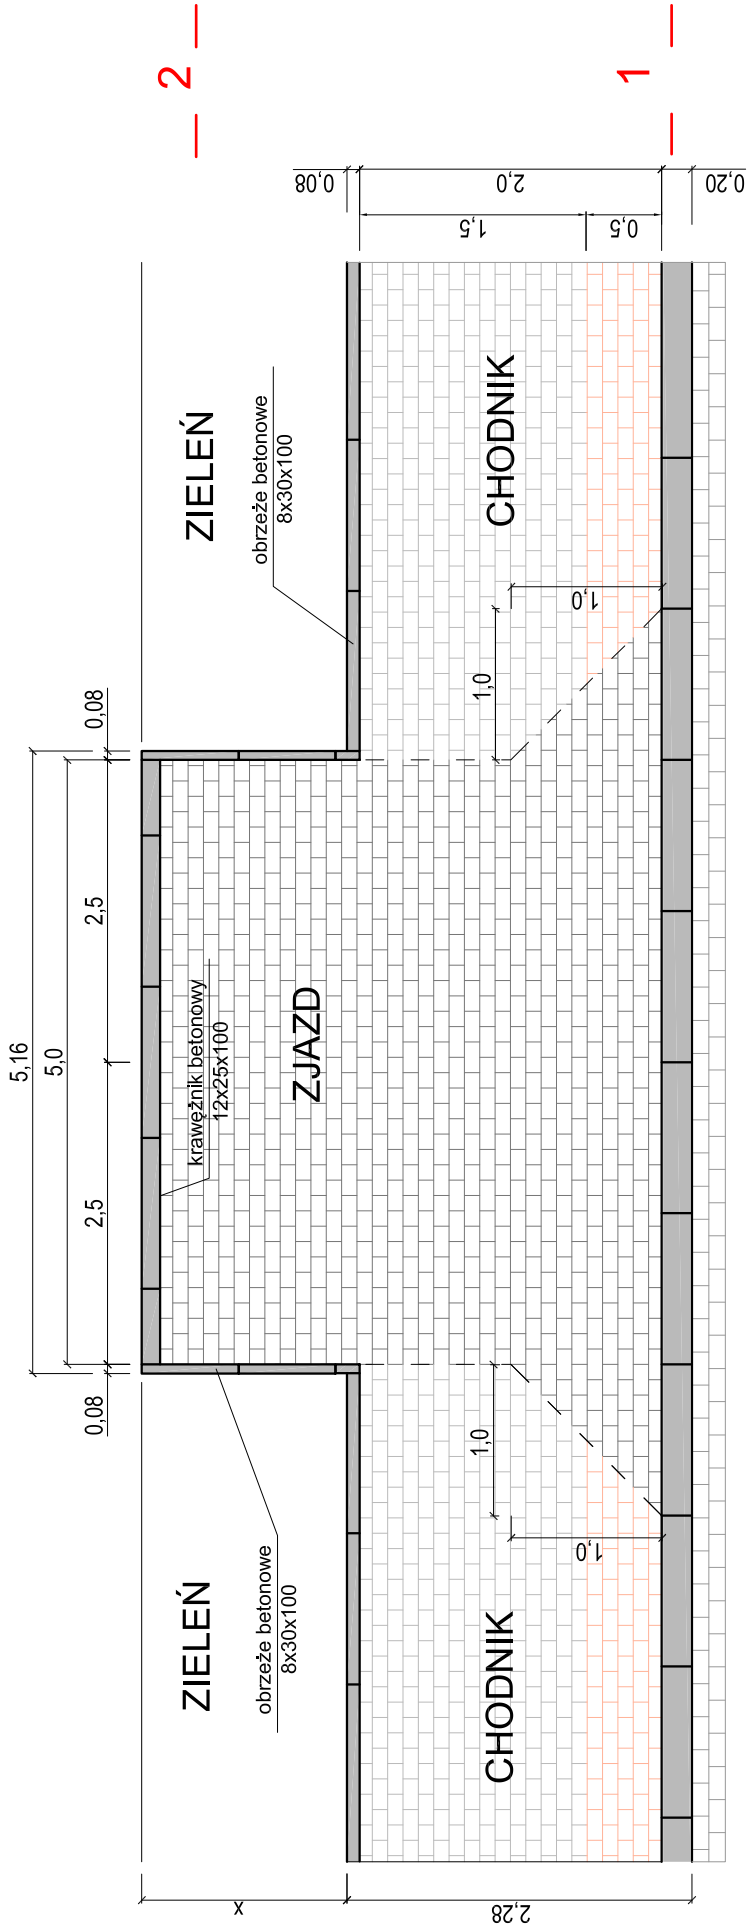 2
1
0,08
2,0
0,20
1,5
0,5
ZIELEŃ
obrzeże betonowe
8x30x100
CHODNIK
1,0
1,0
0,08
5,16
5,0
2,5
2,5
krawężnik betonowy
12x25x100
ZJAZD
0,08
1,0
1,0
ZIELEŃ
obrzeże betonowe
8x30x100
CHODNIK
x
2,28